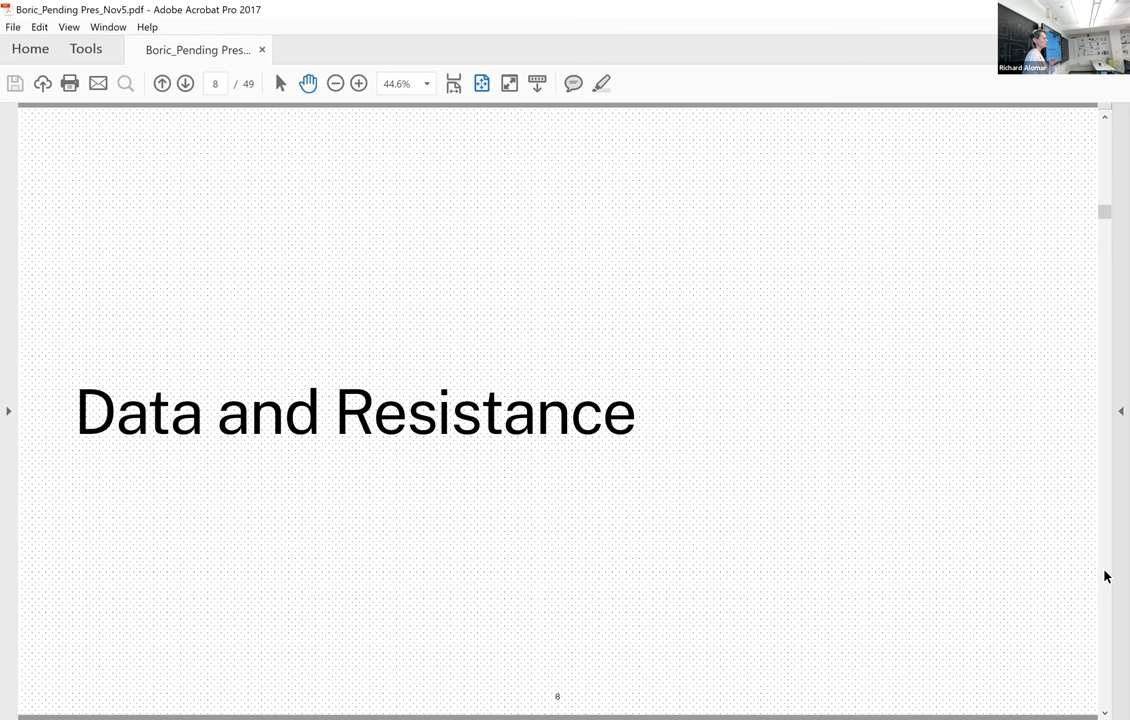 Boric_Pending Pres_Nov5.pdf - Adobe Acrobat Pro 2017
File Edit View Window Help
Home Tools Boric_Pending Pres... ×
8 / 49 44.6%
Richard Alomar
Data and Resistance
8